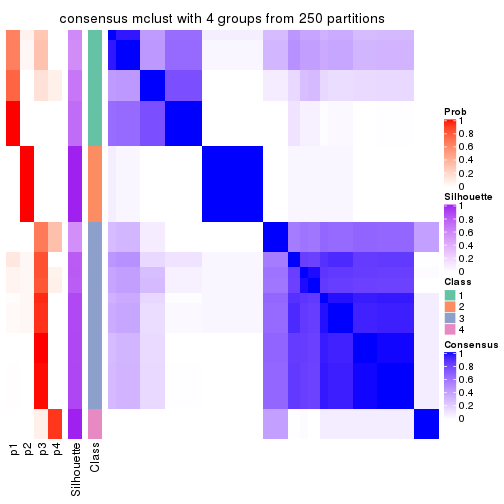 consensus mclust with 4 groups from 250 partitions
Prob
1
0.8
0.6
0.4
0.2
0
Silhouette
1
0.8
0.6
0.4
0.2
0
Class
1
2
3
4
Consensus
1
0.8
0.6
0.4
0.2
0
p1
p2
p3
p4
Silhouette
Class